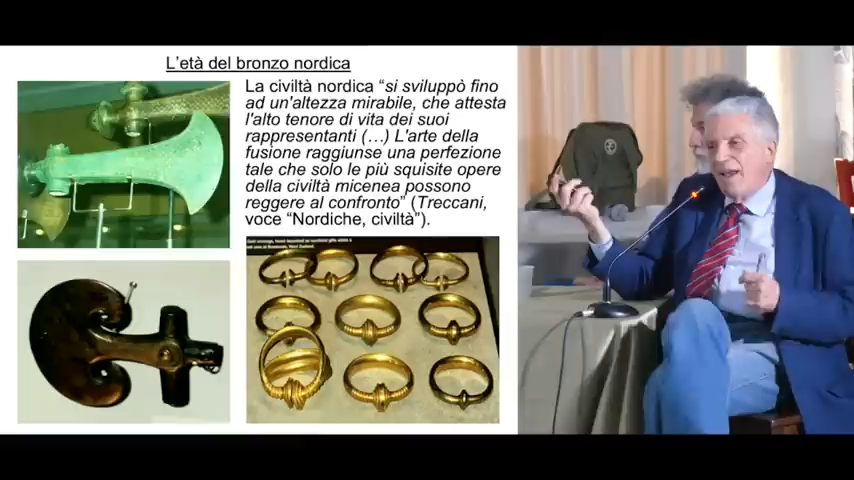 L'età del bronzo nordica
La civiltà nordica “si sviluppò fino
ad un'altezza mirabile, che attesta
l'alto tenore di vita dei suoi
rappresentanti (…) L'arte della
fusione raggiunse una perfezione
tale che solo le più squisite opere
della civiltà micenea possono
reggere al confronto” (Treccani,
voce “Nordiche, civiltà”).